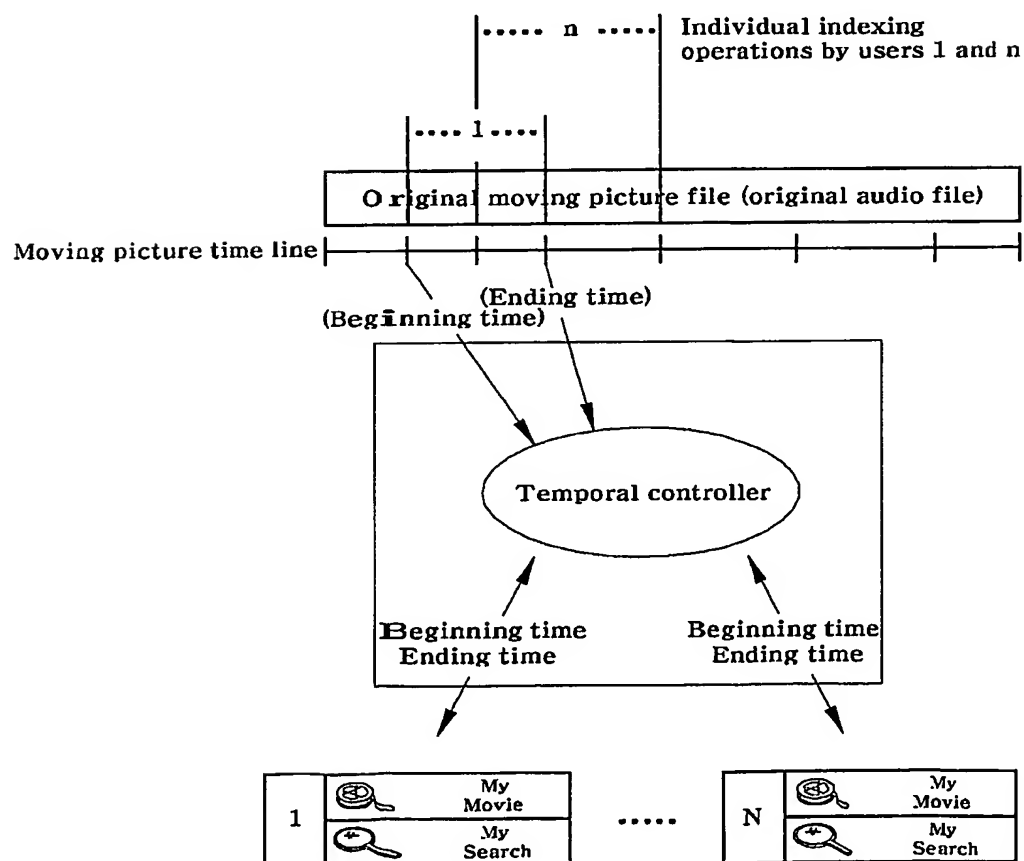 ..... n .....
Individual indexing
operations by users 1 and n
.... 1 ....
Original moving picture file (original audio file)
Moving picture time line
(Ending time)
(Beginning time)
Temporal controller
Beginning time
Ending time
Beginning time
Ending time
1
My
Movie
My
Search
.....
N
My
Movie
My
Search